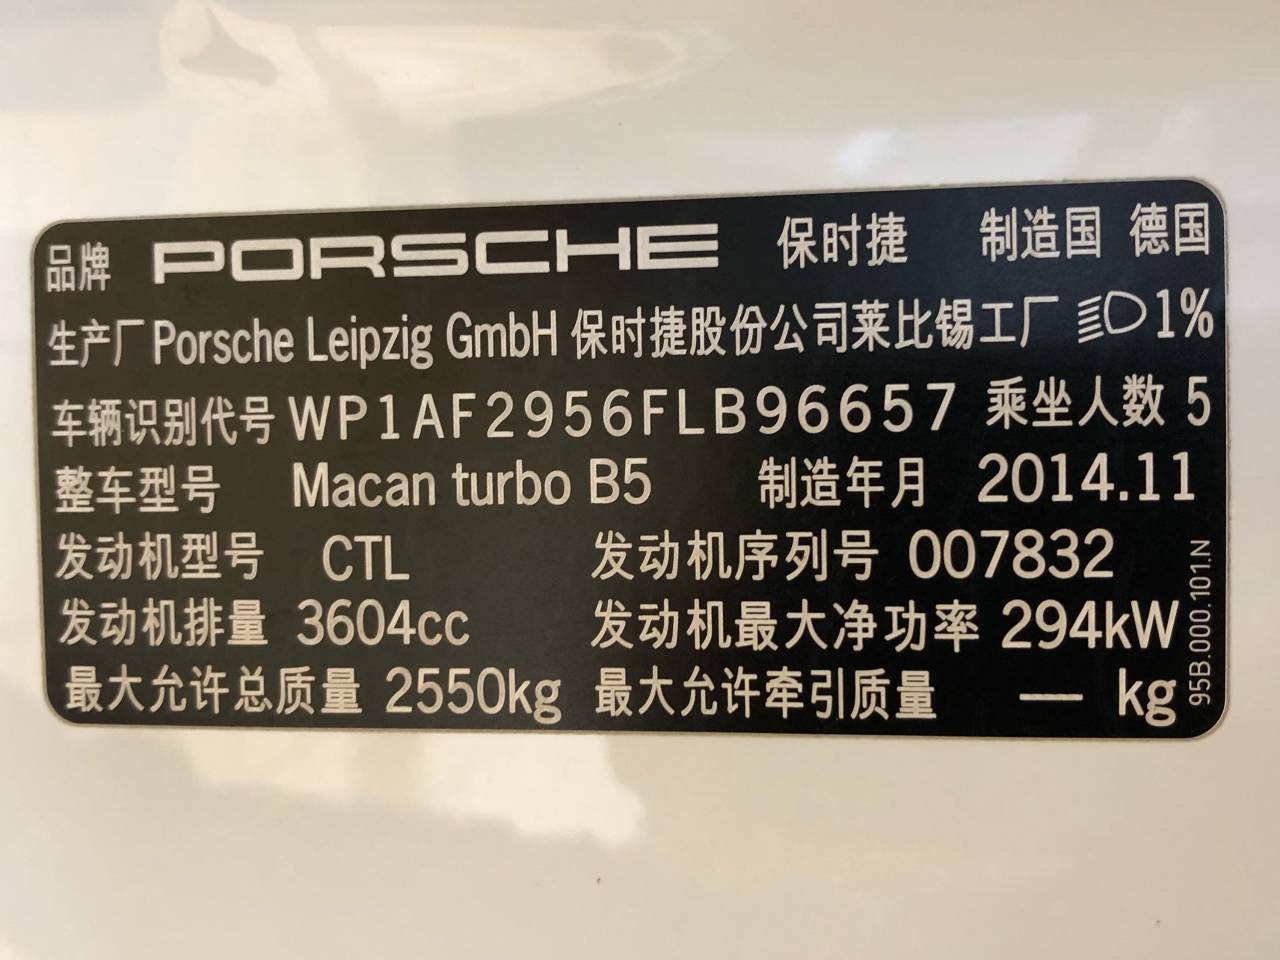 品牌 PORSCHE 保时捷 制造国 德国
生产厂 Porsche Leipzig GmbH 保时捷股份公司莱比锡工厂 1%
车辆识别代号 WP1AF2956FLB96657 乘坐人数 5
整车型号 Macan turbo B5 制造年月 2014.11
发动机型号 CTL 发动机序列号 007832
发动机排量 3604cc 发动机最大净功率 294kW
最大允许总质量 2550kg 最大允许牵引质量 — kg
95B.000.101.N